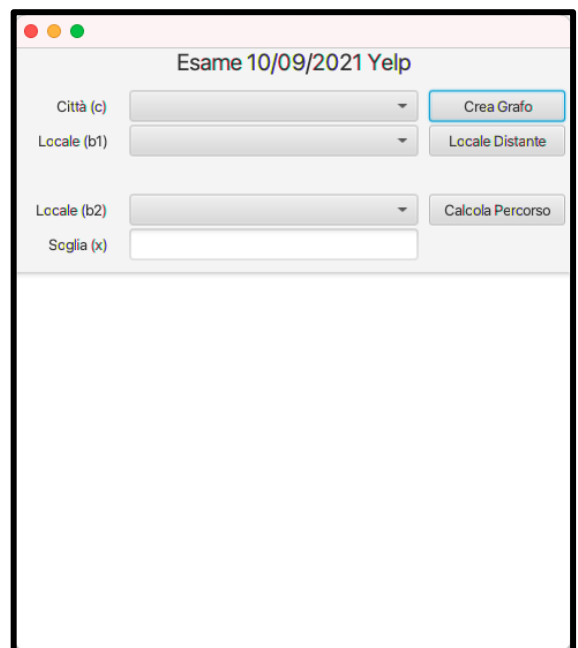 Esame 10/09/2021 Yelp
Città (c) Crea Grafo
Locale (b1) Locale Distante
Locale (b2) Calcola Percorso
Soglia (x)